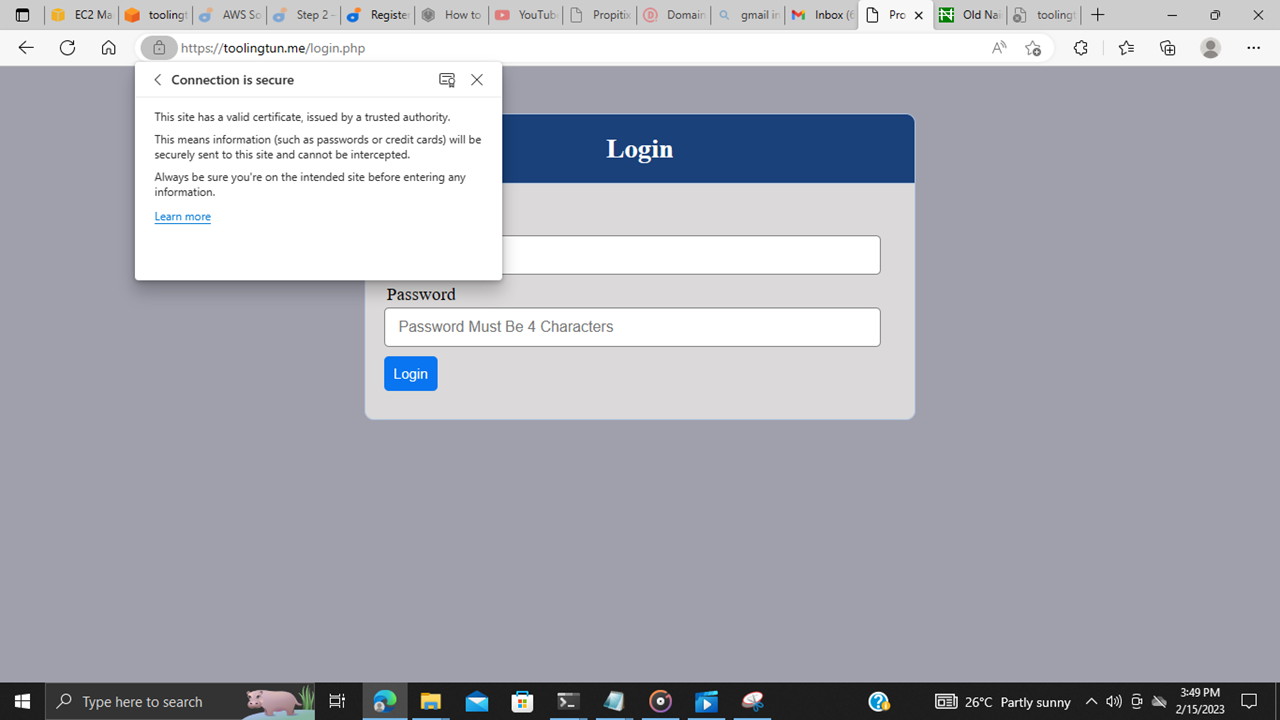 EC2 Ma
toolingt
AWS So
Step 2 –
Register
How to
YouTube
Propitix
Domain
gmail in
Inbox (6
Pro
Old Nai
toolingt
https://toolingtun.me/login.php
Connection is secure
This site has a valid certificate, issued by a trusted authority.
This means information (such as passwords or credit cards) will be
securely sent to this site and cannot be intercepted.
Always be sure you're on the intended site before entering any
information.
Learn more
Login
Password
Password Must Be 4 Characters
Login
Type here to search
26°C Partly sunny
3:49 PM
2/15/2023